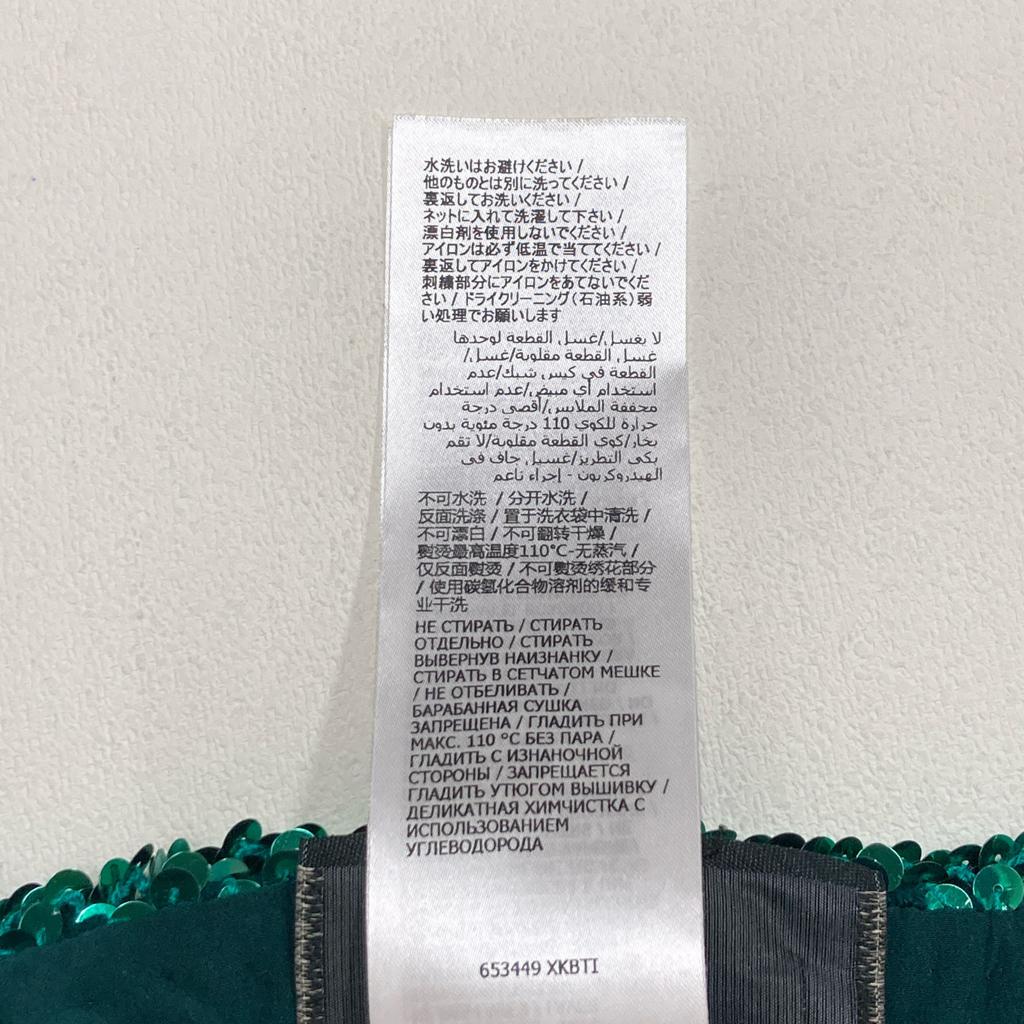 水洗いはお避けください /
他のものとは別に洗ってください /
裏返してお洗いください /
ネットに入れて洗濯して下さい /
漂白剤を使用しないでください /
アイロンは必ず低温で当ててください /
裏返してアイロンをかけてください /
刺繍部分にアイロンをあてないでくだ
さい / ドライクリーニング(石油系)弱
い処理でお願いします
لا يغسل/غسل القطعة لوحدها
غسل القطعة مقلوبة/غسل/
القطعة في كيس شبك/عدم
استخدام أي مبيض/عدم استخدام
مجففة الملابس/أقصى درجة
حرارة للكوي 110 درجة مئوية بدون
بخار/كوي القطعة مقلوبة/لا تقم
بكي التطريز/غسيل جاف في
الهيدروكربون - إجراء ناعم
不可水洗 / 分开水洗 /
反面洗涤 / 置于洗衣袋中清洗 /
不可漂白 / 不可翻转干燥 /
熨烫最高温度110°C-无蒸汽 /
仅反面熨烫 / 不可熨烫绣花部分
/ 使用碳氢化合物溶剂的缓和专
业干洗
НЕ СТИРАТЬ / СТИРАТЬ
ОТДЕЛЬНО / СТИРАТЬ
ВЫВЕРНУВ НАИЗНАНКУ /
СТИРАТЬ В СЕТЧАТОМ МЕШКЕ
/ НЕ ОТБЕЛИВАТЬ /
БАРАБАННАЯ СУШКА
ЗАПРЕЩЕНА / ГЛАДИТЬ ПРИ
МАКС. 110 °C БЕЗ ПАРА /
ГЛАДИТЬ С ИЗНАНОЧНОЙ
СТОРОНЫ / ЗАПРЕЩАЕТСЯ
ГЛАДИТЬ УТЮГОМ ВЫШИВКУ /
ДЕЛИКАТНАЯ ХИМЧИСТКА С
ИСПОЛЬЗОВАНИЕМ
УГЛЕВОДОРОДА
653449 XKBTI